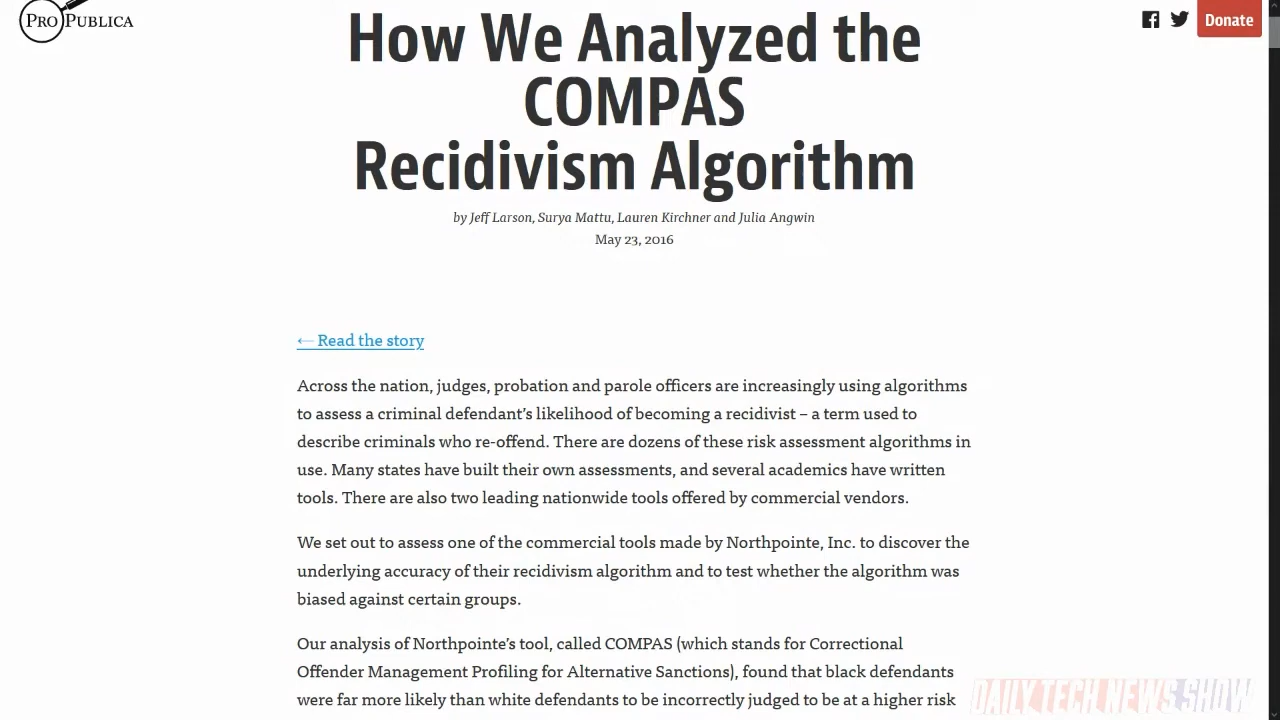 PROPUBLICA
Donate
How We Analyzed the
COMPAS
Recidivism Algorithm
by Jeff Larson, Surya Mattu, Lauren Kirchner and Julia Angwin
May 23, 2016
← Read the story
Across the nation, judges, probation and parole officers are increasingly using algorithms
to assess a criminal defendant’s likelihood of becoming a recidivist – a term used to
describe criminals who re-offend. There are dozens of these risk assessment algorithms in
use. Many states have built their own assessments, and several academics have written
tools. There are also two leading nationwide tools offered by commercial vendors.
We set out to assess one of the commercial tools made by Northpointe, Inc. to discover the
underlying accuracy of their recidivism algorithm and to test whether the algorithm was
biased against certain groups.
Our analysis of Northpointe’s tool, called COMPAS (which stands for Correctional
Offender Management Profiling for Alternative Sanctions), found that black defendants
were far more likely than white defendants to be incorrectly judged to be at a higher risk
DAILY TECH NEWS SHOW